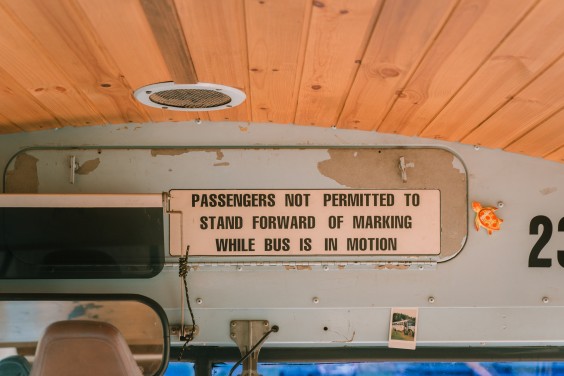 PASSENGERS NOT PERMITTED TO
STAND FORWARD OF MARKING
WHILE BUS IS IN MOTION